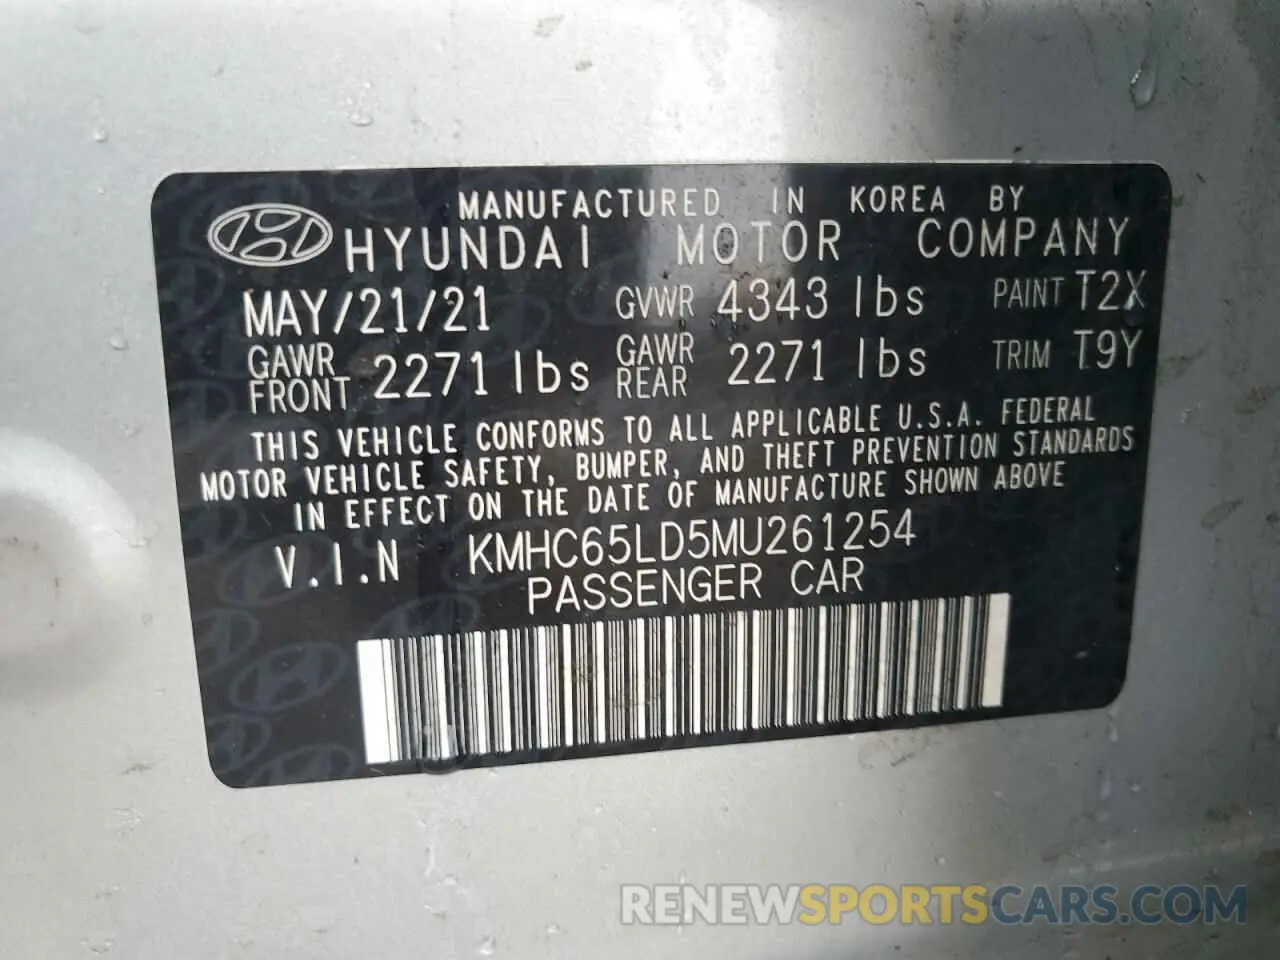 MANUFACTURED IN KOREA BY
HYUNDAI MOTOR COMPANY
MAY/21/21 GVWR 4343 lbs PAINT T2X
GAWR FRONT 2271 lbs GAWR REAR 2271 lbs TRIM T9Y
THIS VEHICLE CONFORMS TO ALL APPLICABLE U.S.A. FEDERAL
MOTOR VEHICLE SAFETY, BUMPER, AND THEFT PREVENTION STANDARDS
IN EFFECT ON THE DATE OF MANUFACTURE SHOWN ABOVE
V.I.N KMHC65LD5MU261254
PASSENGER CAR
RENEWSPORTSCARS.COM